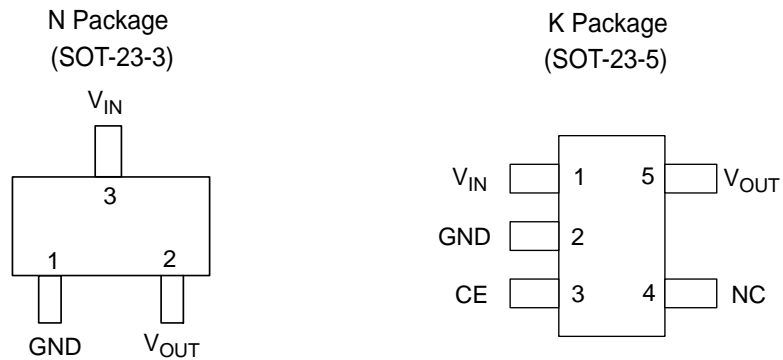 N Package
(SOT-23-3)
VIN
3
1 2
GND VOUT
K Package
(SOT-23-5)
VIN 1 5 VOUT
GND 2
CE 3 4 NC